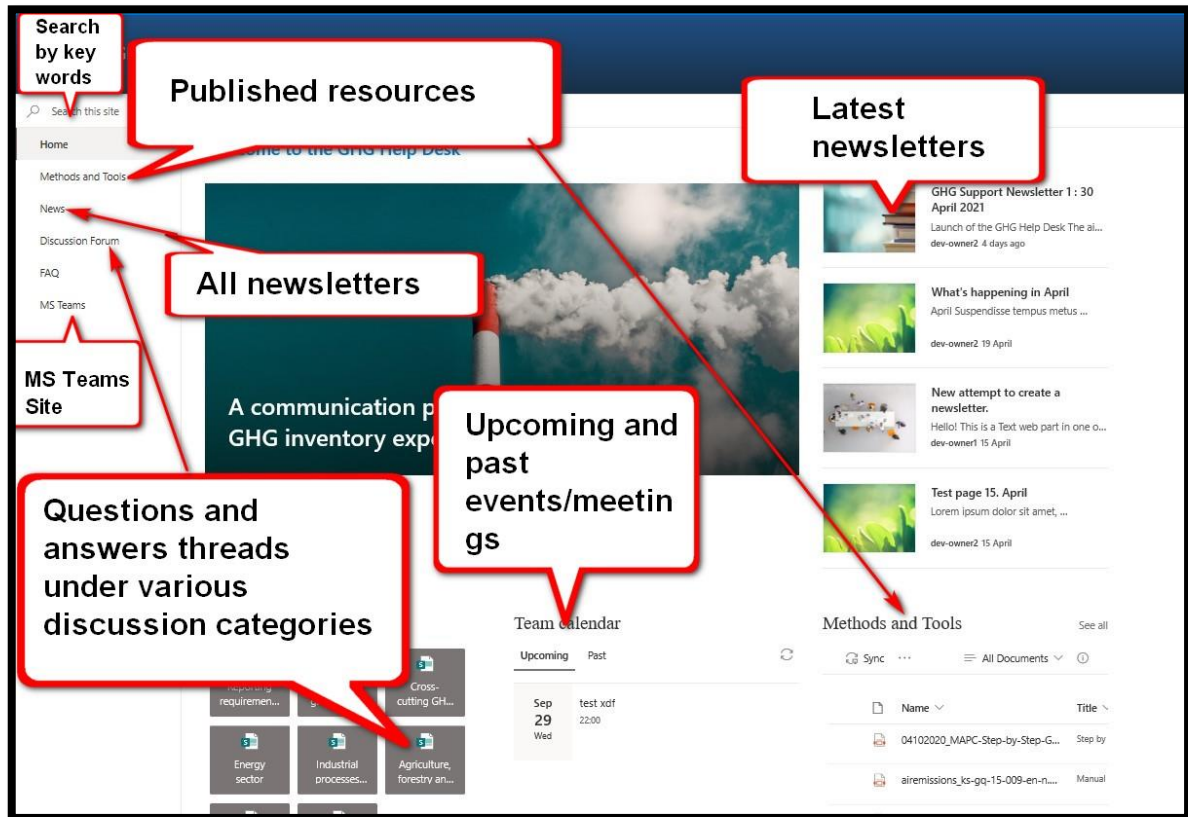 Search
by key
words
Published resources
Latest
newsletters
Search this site
Home
to the GHG Help Desk
Methods and Tools
News
Discussion Forum
FAQ
MS Teams
All newsletters
MS Teams
Site
GHG Support Newsletter 1 : 30
April 2021
Launch of the GHG Help Desk The ai...
dev-owner2 4 days ago
What's happening in April
April Suspendisse tempus metus ...
dev-owner2 19 April
New attempt to create a
newsletter.
Hello! This is a Text web part in one o...
dev-owner1 15 April
Test page 15. April
Lorem ipsum dolor sit amet, ...
dev-owner2 15 April
A communication
GHG inventory
Upcoming and
past
events/meetin
gs
Questions and
answers threads
under various
discussion categories
Reporting
requiremen...
Cross-
cutting GH...
Energy
sector
Industrial
processes...
Agriculture,
forestry an...
Team calendar
Upcoming Past
Sep
29
Wed
test xdf
22:00
Methods and Tools
See all
Sync ... All Documents
Name
Title
04102020_MAPC-Step-by-Step-G...
Step by
airemissions_ks-gq-15-009-en-n....
Manual